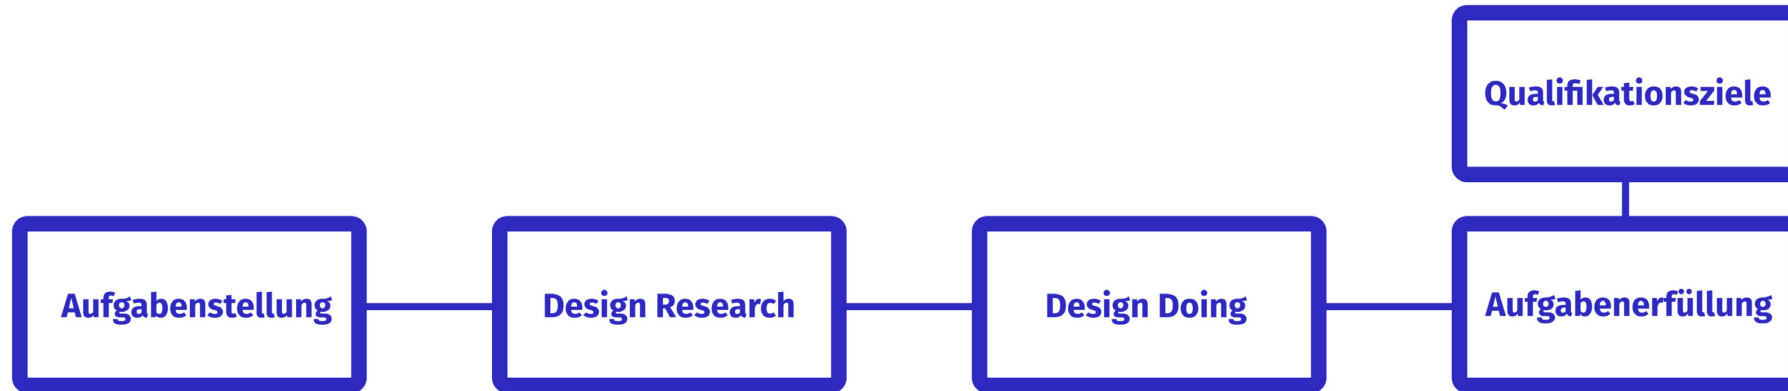 Qualifikationsziele
Aufgabenstellung
Design Research
Design Doing
Aufgabenerfüllung